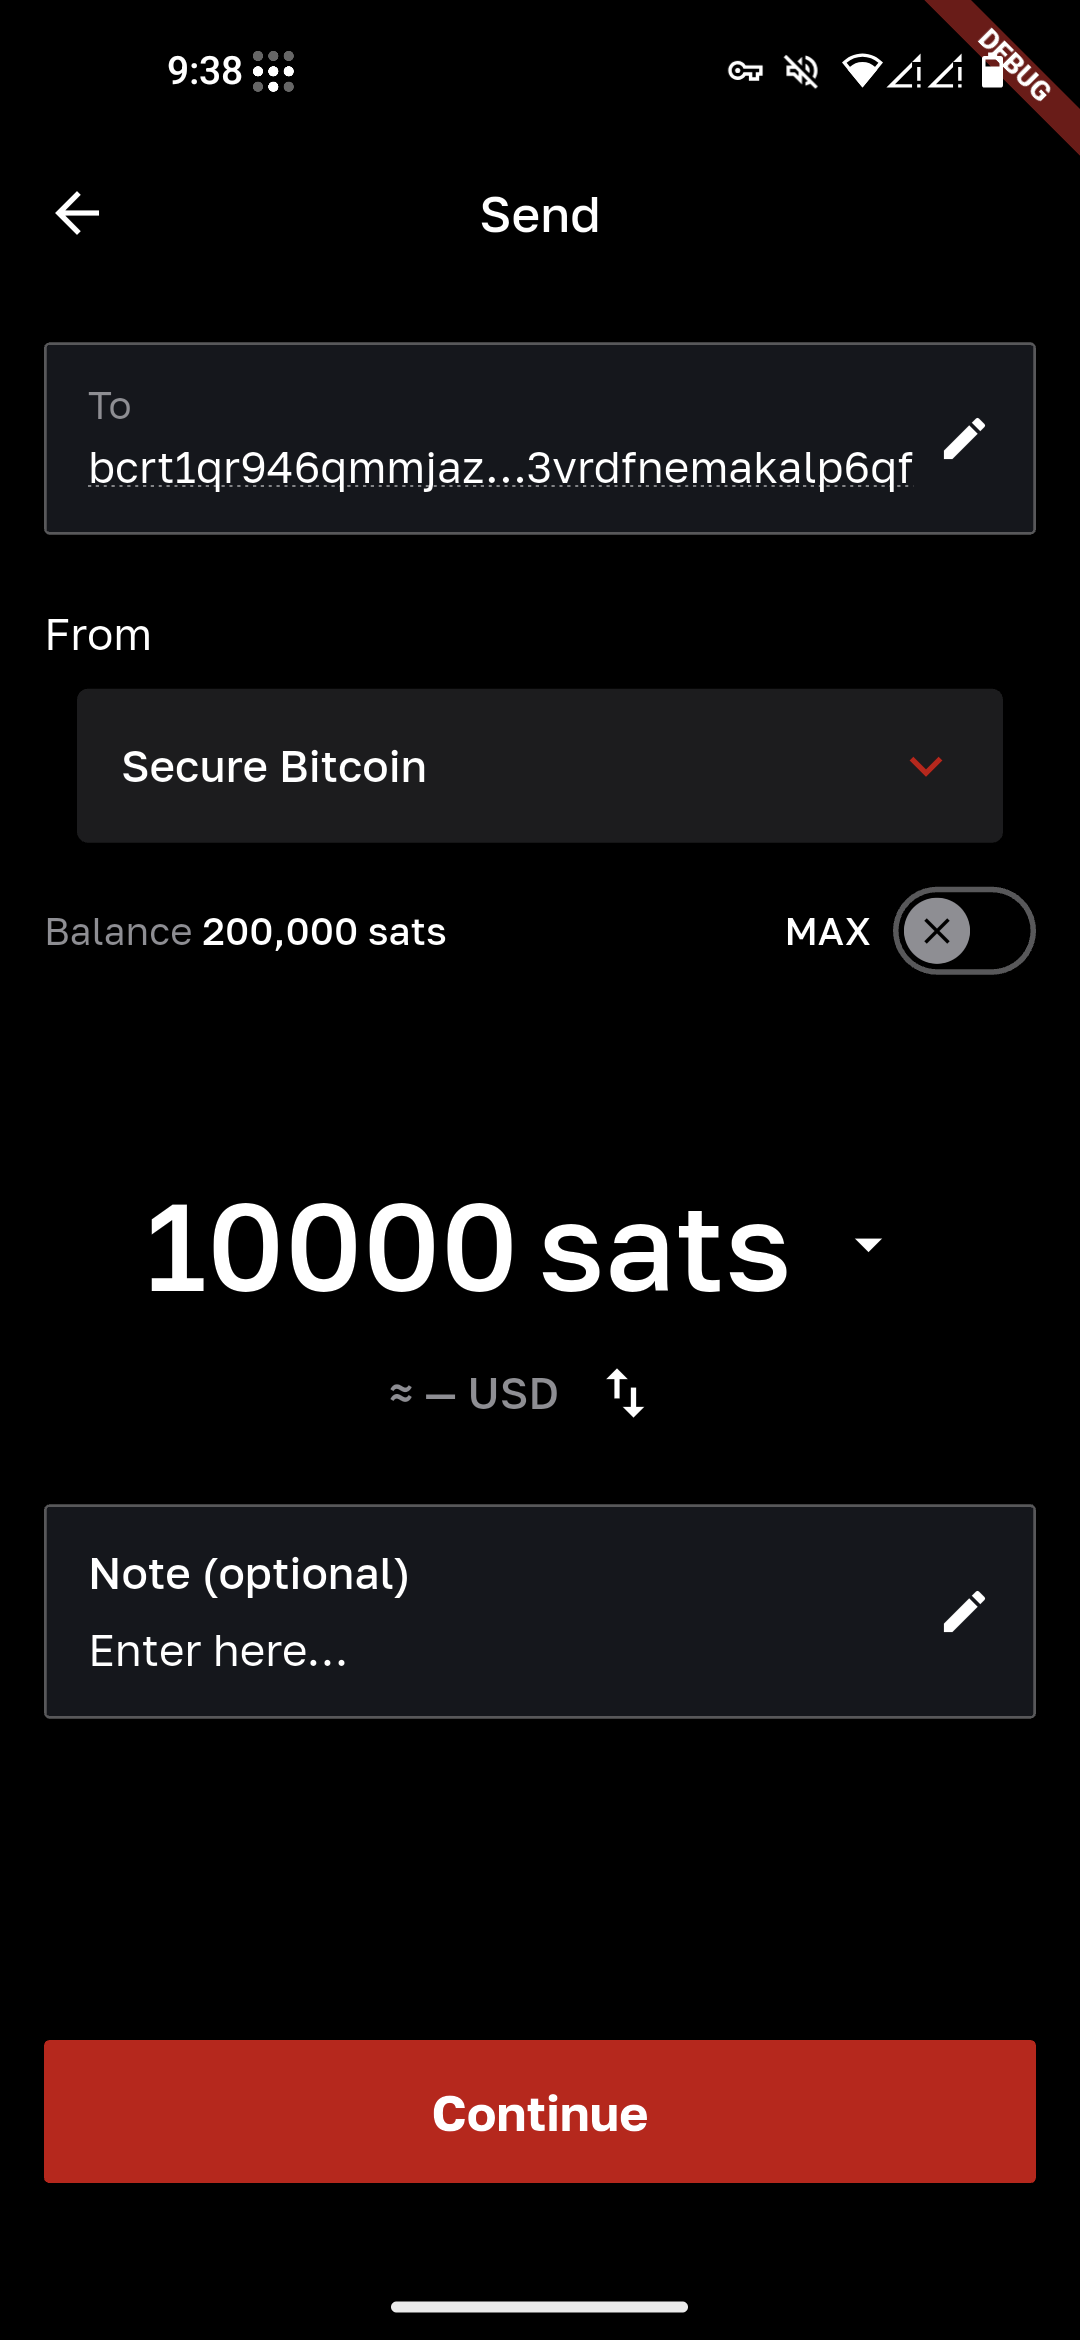 9:38
DEBUG
Send
To
bcrt1qr946qmmjaz...3vrdfnemakalp6qf
From
Secure Bitcoin
Balance 200,000 sats
MAX
10000 sats
≈ — USD
Note (optional)
Enter here...
Continue